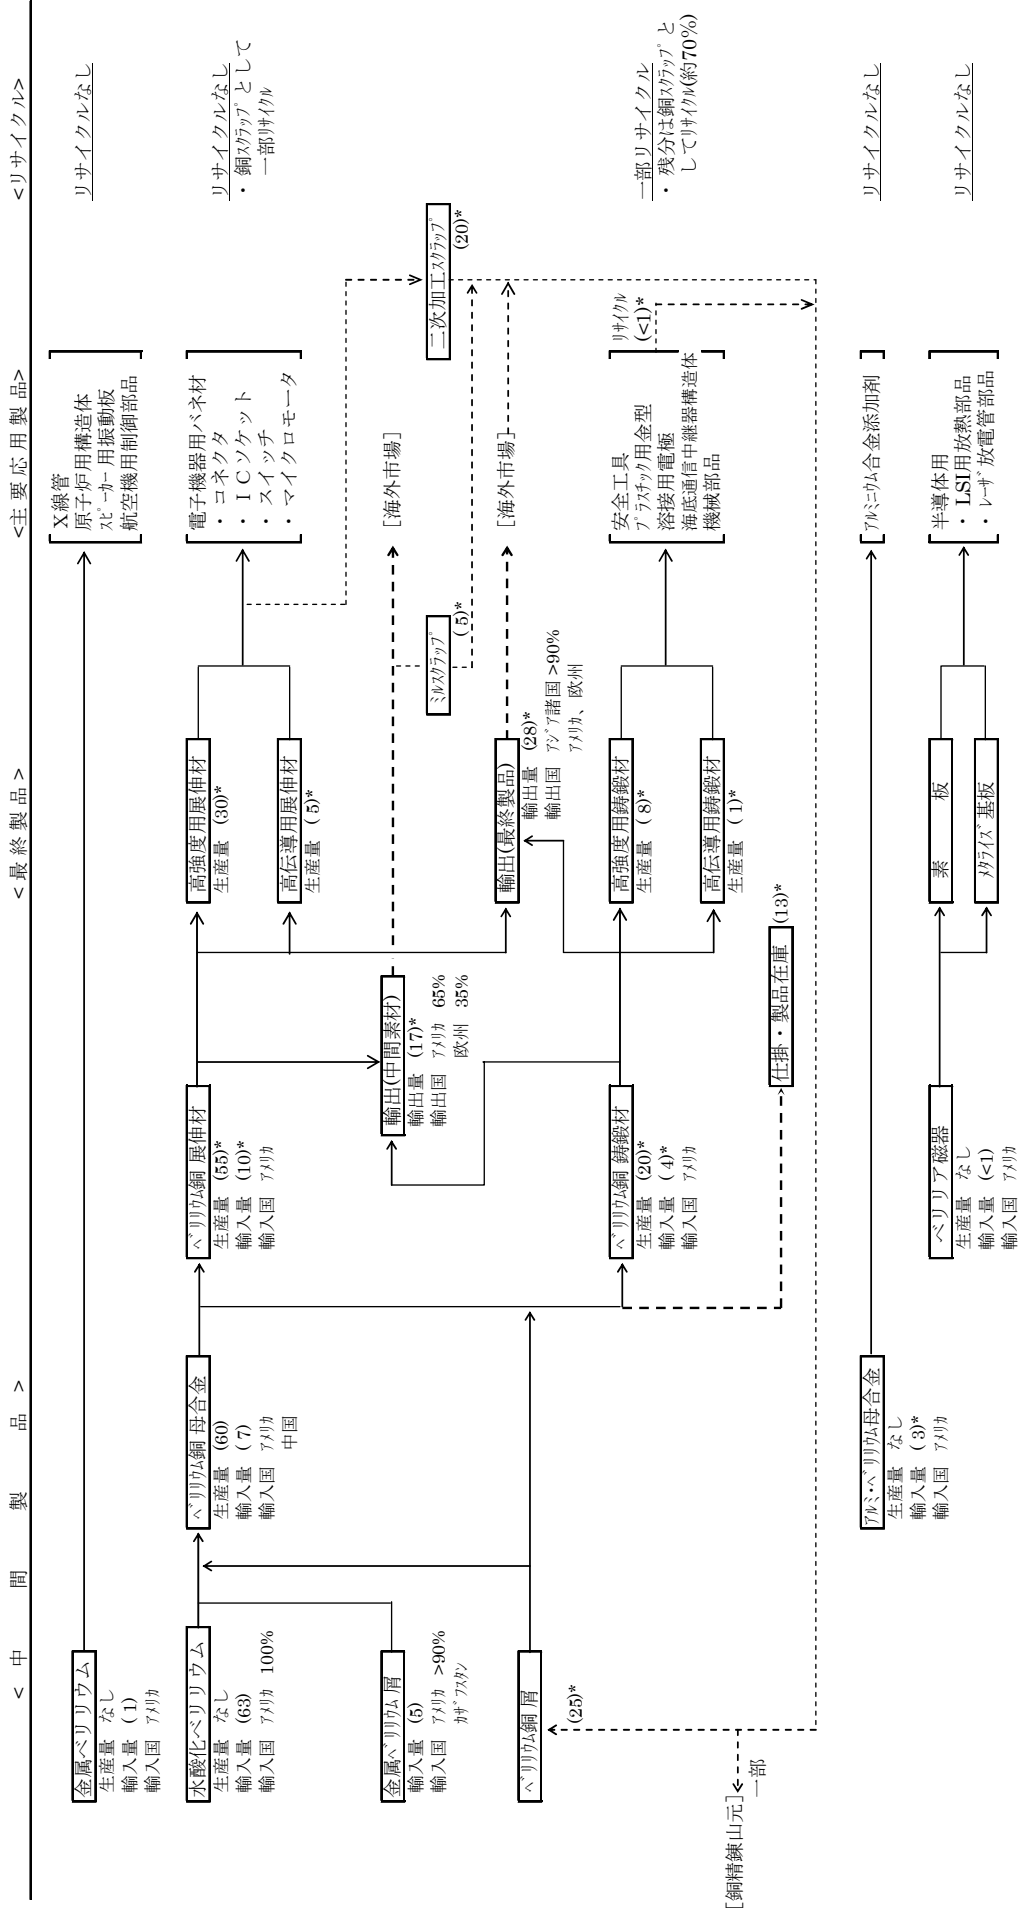 < 中 間 製 品 >
<最 終 製 品>
<主 要 応 用 製 品>
<リサイクル>
金属ベリリウム
生産量 なし
輸入量 ( 1 )
輸入国 アメリカ
X線管
原子炉用構造体
スピーカー用振動板
航空機用制御部品
リサイクルなし
水酸化ベリリウム
生産量 なし
輸入量 (63)
輸入国 アメリカ 100%
ベリリウム銅 母合金
生産量 (60)
輸入量 ( 7)
輸入国 アメリカ
中国
ベリリウム銅 展伸材
生産量 (55)*
輸入量 (10)*
輸入国 アメリカ
高強度用展伸材
生産量 (30)*
高伝導用展伸材
生産量 ( 5)*
電子機器用バネ材
・コネクタ
・ICソケット
・スイッチ
・マイクロモータ
リサイクルなし
・銅スクラップとして
一部リサイクル
金属ベリリウム屑
輸入量 (5)
輸入国 アメリカ >90%
カザフスタン
輸出(中間素材)
輸出量 (17)*
輸出国 アメリカ 65%
欧州 35%
ミルスクラップ
( 5)*
[海外市場]
二次加工スクラップ
(20)*
ベリリウム銅 屑
(25)*
輸出(最終製品)
輸出量 (28)*
輸出国 アジア諸国 >90%
アメリカ、欧州
[海外市場]
ベリリウム銅 鋳鍛材
生産量 (20)*
輸入量 ( 4)*
輸入国 アメリカ
高強度用鋳鍛材
生産量 ( 8)*
高伝導用鋳鍛材
生産量 ( 1)*
安全工具
プラスチック用金型
溶接用電極
海底通信中継器構造体
機械部品
リサイクル
(<1)*
一部リサイクル
・残分は銅スクラップと
してリサイクル(約70%)
[銅精錬山元]
一部
仕掛・製品在庫
(13)*
アルミ・ベリリウム母合金
生産量 なし
輸入量 ( 3)*
輸入国 アメリカ
[アルミニウム合金添加剤]
リサイクルなし
ベリリア磁器
生産量 なし
輸入量 (<1)
輸入国 アメリカ
素 板
メタライズ基板
半導体用
・LSI用放熱部品
・レーザ放電管部品
リサイクルなし